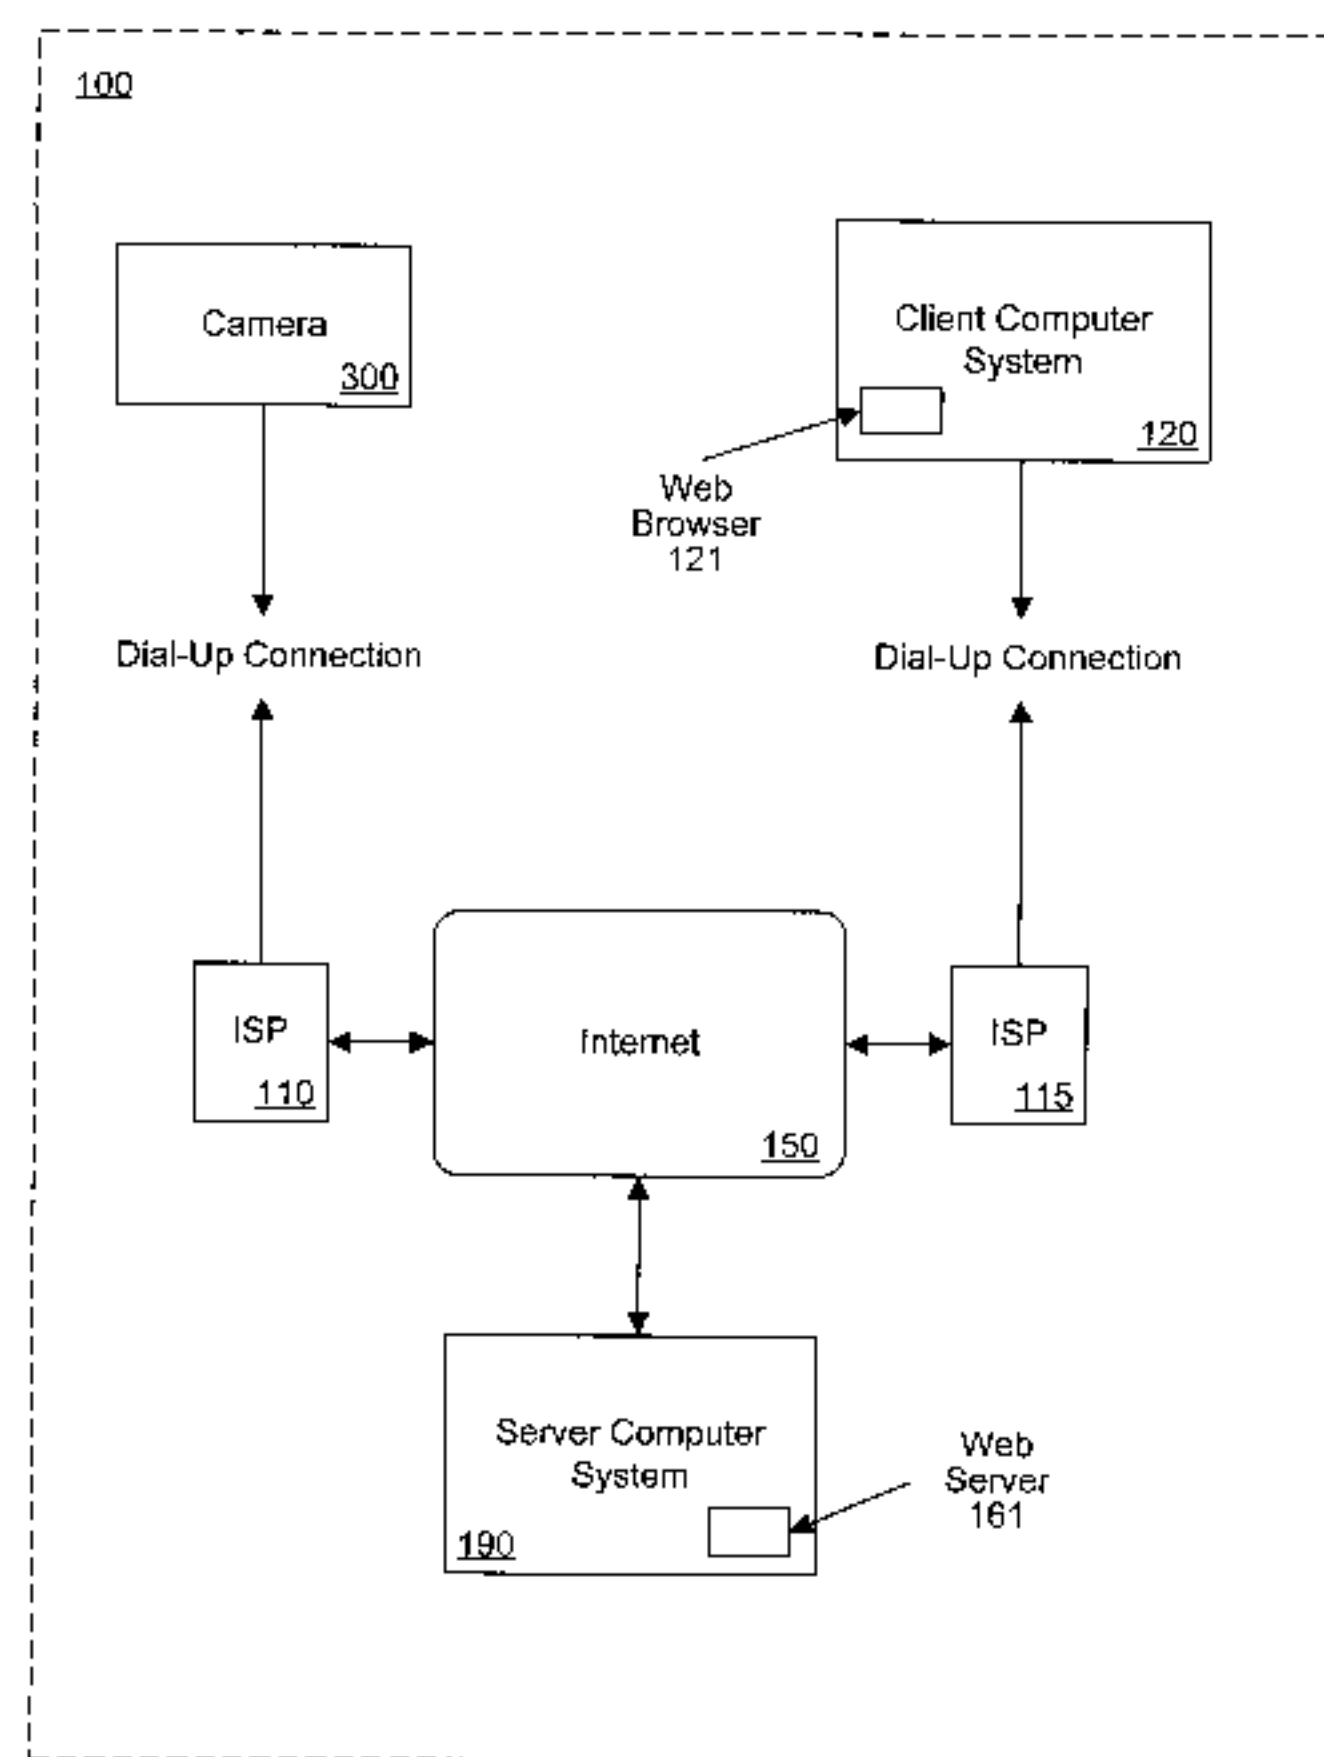 100
Camera
300
Client Computer
System
120
Web
Browser
121
Dial-Up Connection
Dial-Up Connection
ISP
110
Internet
150
ISP
115
Server Computer
System
190
Web
Server
161